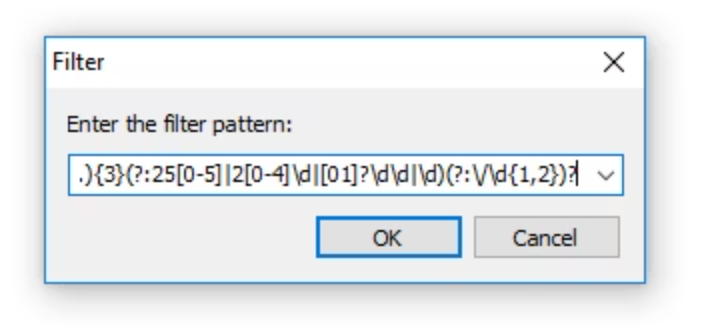 Filter
Enter the filter pattern:
.){3}(?:25[0-5]|2[0-4]\d|[01]?\d\d|\d)(?:\/\d{1,2})?
OK Cancel